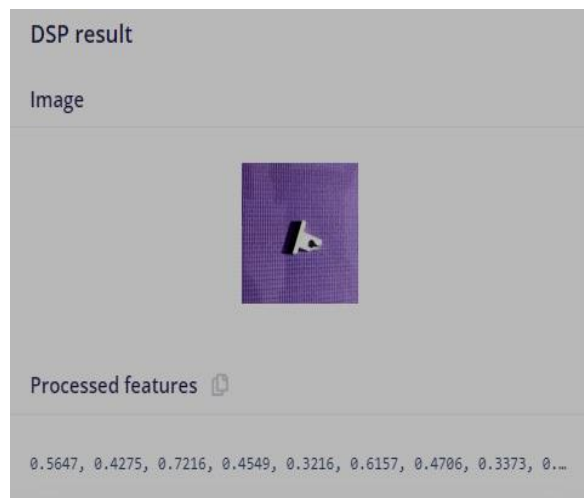 DSP result
Image
Processed features
0.5647, 0.4275, 0.7216, 0.4549, 0.3216, 0.6157, 0.4706, 0.3373, 0.…